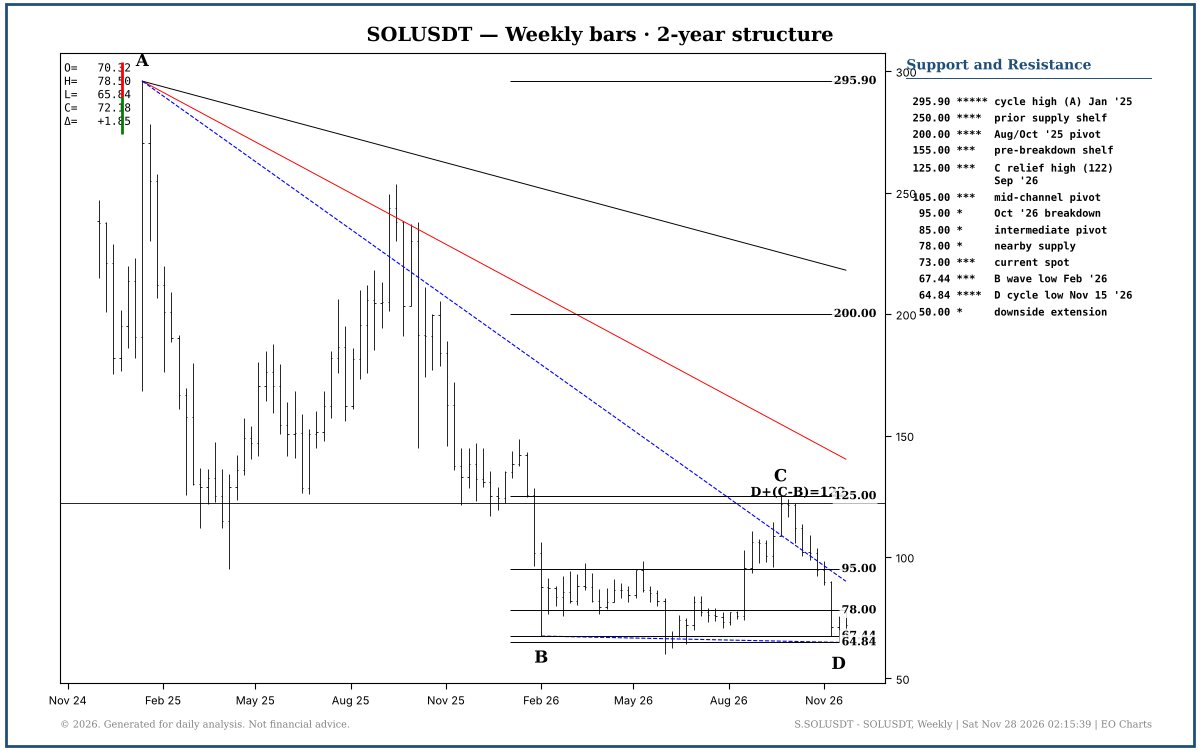 SOLUSDT — Weekly bars · 2-year structure
O= 70.32
H= 78.50
L= 65.84
C= 72.18
Δ= +1.85
A
295.90
200.00
C
D+(C-B)=122
125.00
95.00
78.00
67.44
64.84
B
D
300
250
200
150
100
50
Nov 24 Feb 25 May 25 Aug 25 Nov 25 Feb 26 May 26 Aug 26 Nov 26
Support and Resistance
295.90 ***** cycle high (A) Jan '25
250.00 **** prior supply shelf
200.00 **** Aug/Oct '25 pivot
155.00 *** pre-breakdown shelf
125.00 *** C relief high (122)
Sep '26
105.00 *** mid-channel pivot
95.00 * Oct '26 breakdown
85.00 * intermediate pivot
78.00 * nearby supply
73.00 *** current spot
67.44 *** B wave low Feb '26
64.84 **** D cycle low Nov 15 '26
50.00 * downside extension
© 2026. Generated for daily analysis. Not financial advice.
S.SOLUSDT - SOLUSDT, Weekly | Sat Nov 28 2026 02:15:39 | EO Charts